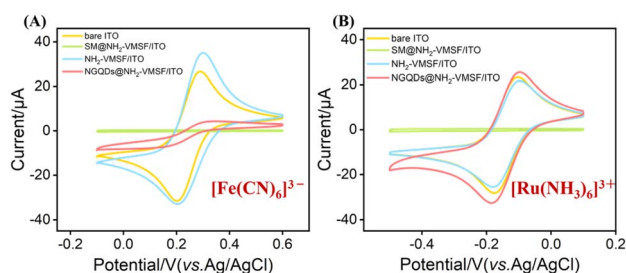 (A)
bare ITO
SM@NH₂-VMSF/ITO
NH₂-VMSF/ITO
NGQDs@NH₂-VMSF/ITO
Current/μA
40
20
0
-20
-40
[Fe(CN)₆]³⁻
-0.2 0.0 0.2 0.4 0.6
Potential/V(vs.Ag/AgCl)
(B)
bare ITO
SM@NH₂-VMSF/ITO
NH₂-VMSF/ITO
NGQDs@NH₂-VMSF/ITO
Current/μA
40
20
0
-20
-40
[Ru(NH₃)₆]³⁺
-0.4 -0.2 0.0 0.2
Potential/V(vs.Ag/AgCl)